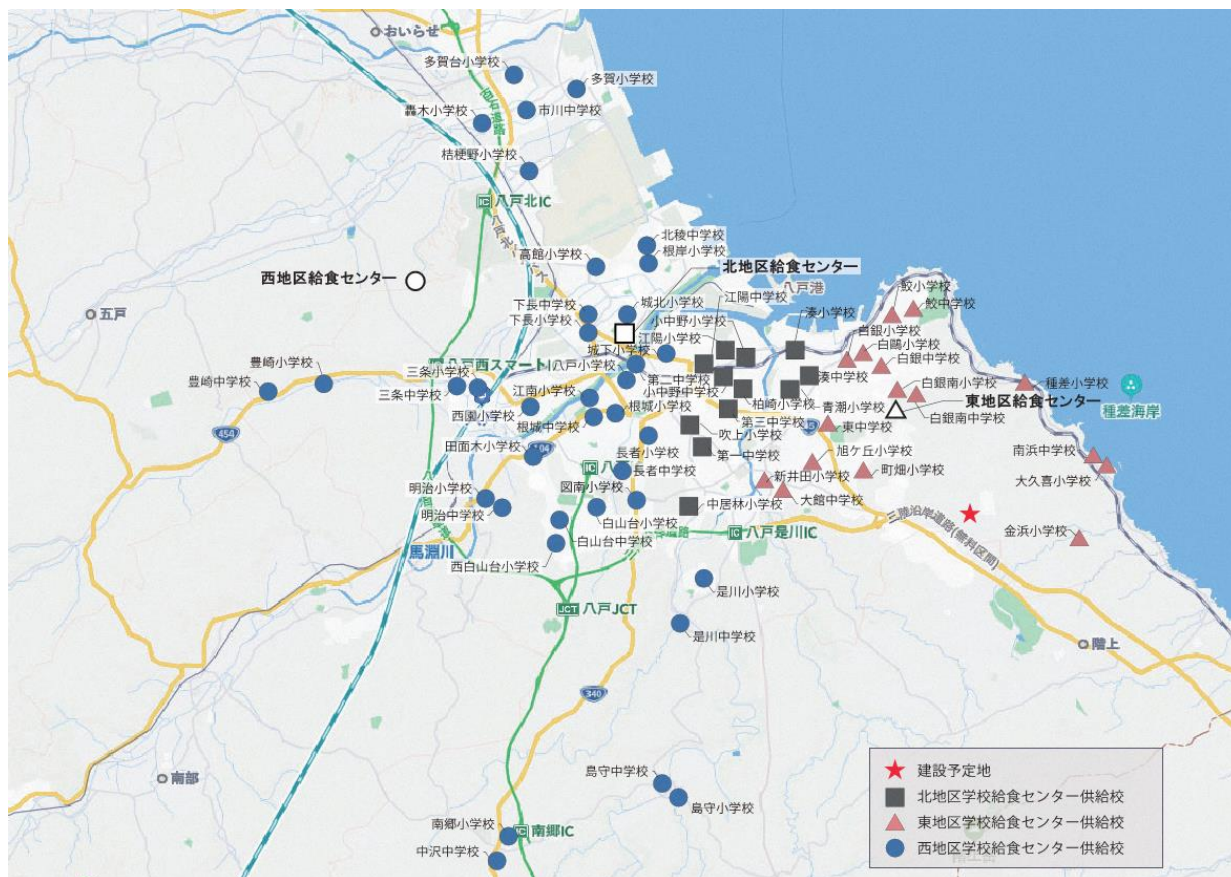 おいらせ
多賀台小学校
多賀小学校
轟木小学校
市川中学校
百石道路
桔梗野小学校
IC 八戸北IC
北稜中学校
高館小学校
根岸小学校
西地区給食センター
北地区給食センター
八戸港
江陽中学校
鮫小学校
鮫中学校
下長中学校
城北小学校
小中野小学校
湊小学校
五戸
下長小学校
江陽小学校
白銀小学校
白鷗小学校
城下小学校
白銀中学校
豊崎小学校
八戸西スマートI
八戸小学校
豊崎中学校
三条小学校
江南小学校
第二中学校
湊中学校
白銀南小学校
種差小学校
三条中学校
小中野中学校
東地区給食センター
種差海岸
西園小学校
根城小学校
柏崎小学校
青潮小学校
白銀南中学校
454
根城中学校
第三中学校
東中学校
田面木小学校
104
吹上小学校
長者小学校
第一中学校
旭ケ丘小学校
南浜中学校
IC
長者中学校
新井田小学校
町畑小学校
大久喜小学校
明治小学校
図南小学校
中居林小学校
大館中学校
明治中学校
白山台小学校
三陸沿岸道路(無料区間)
金浜小学校
白山台中学校
IC 八戸是川IC
馬淵川
西白山台小学校
是川小学校
JCT 八戸JCT
是川中学校
階上
340
南部
島守中学校
島守小学校
南郷小学校
南郷IC
中沢中学校
建設予定地
北地区学校給食センター供給校
東地区学校給食センター供給校
西地区学校給食センター供給校